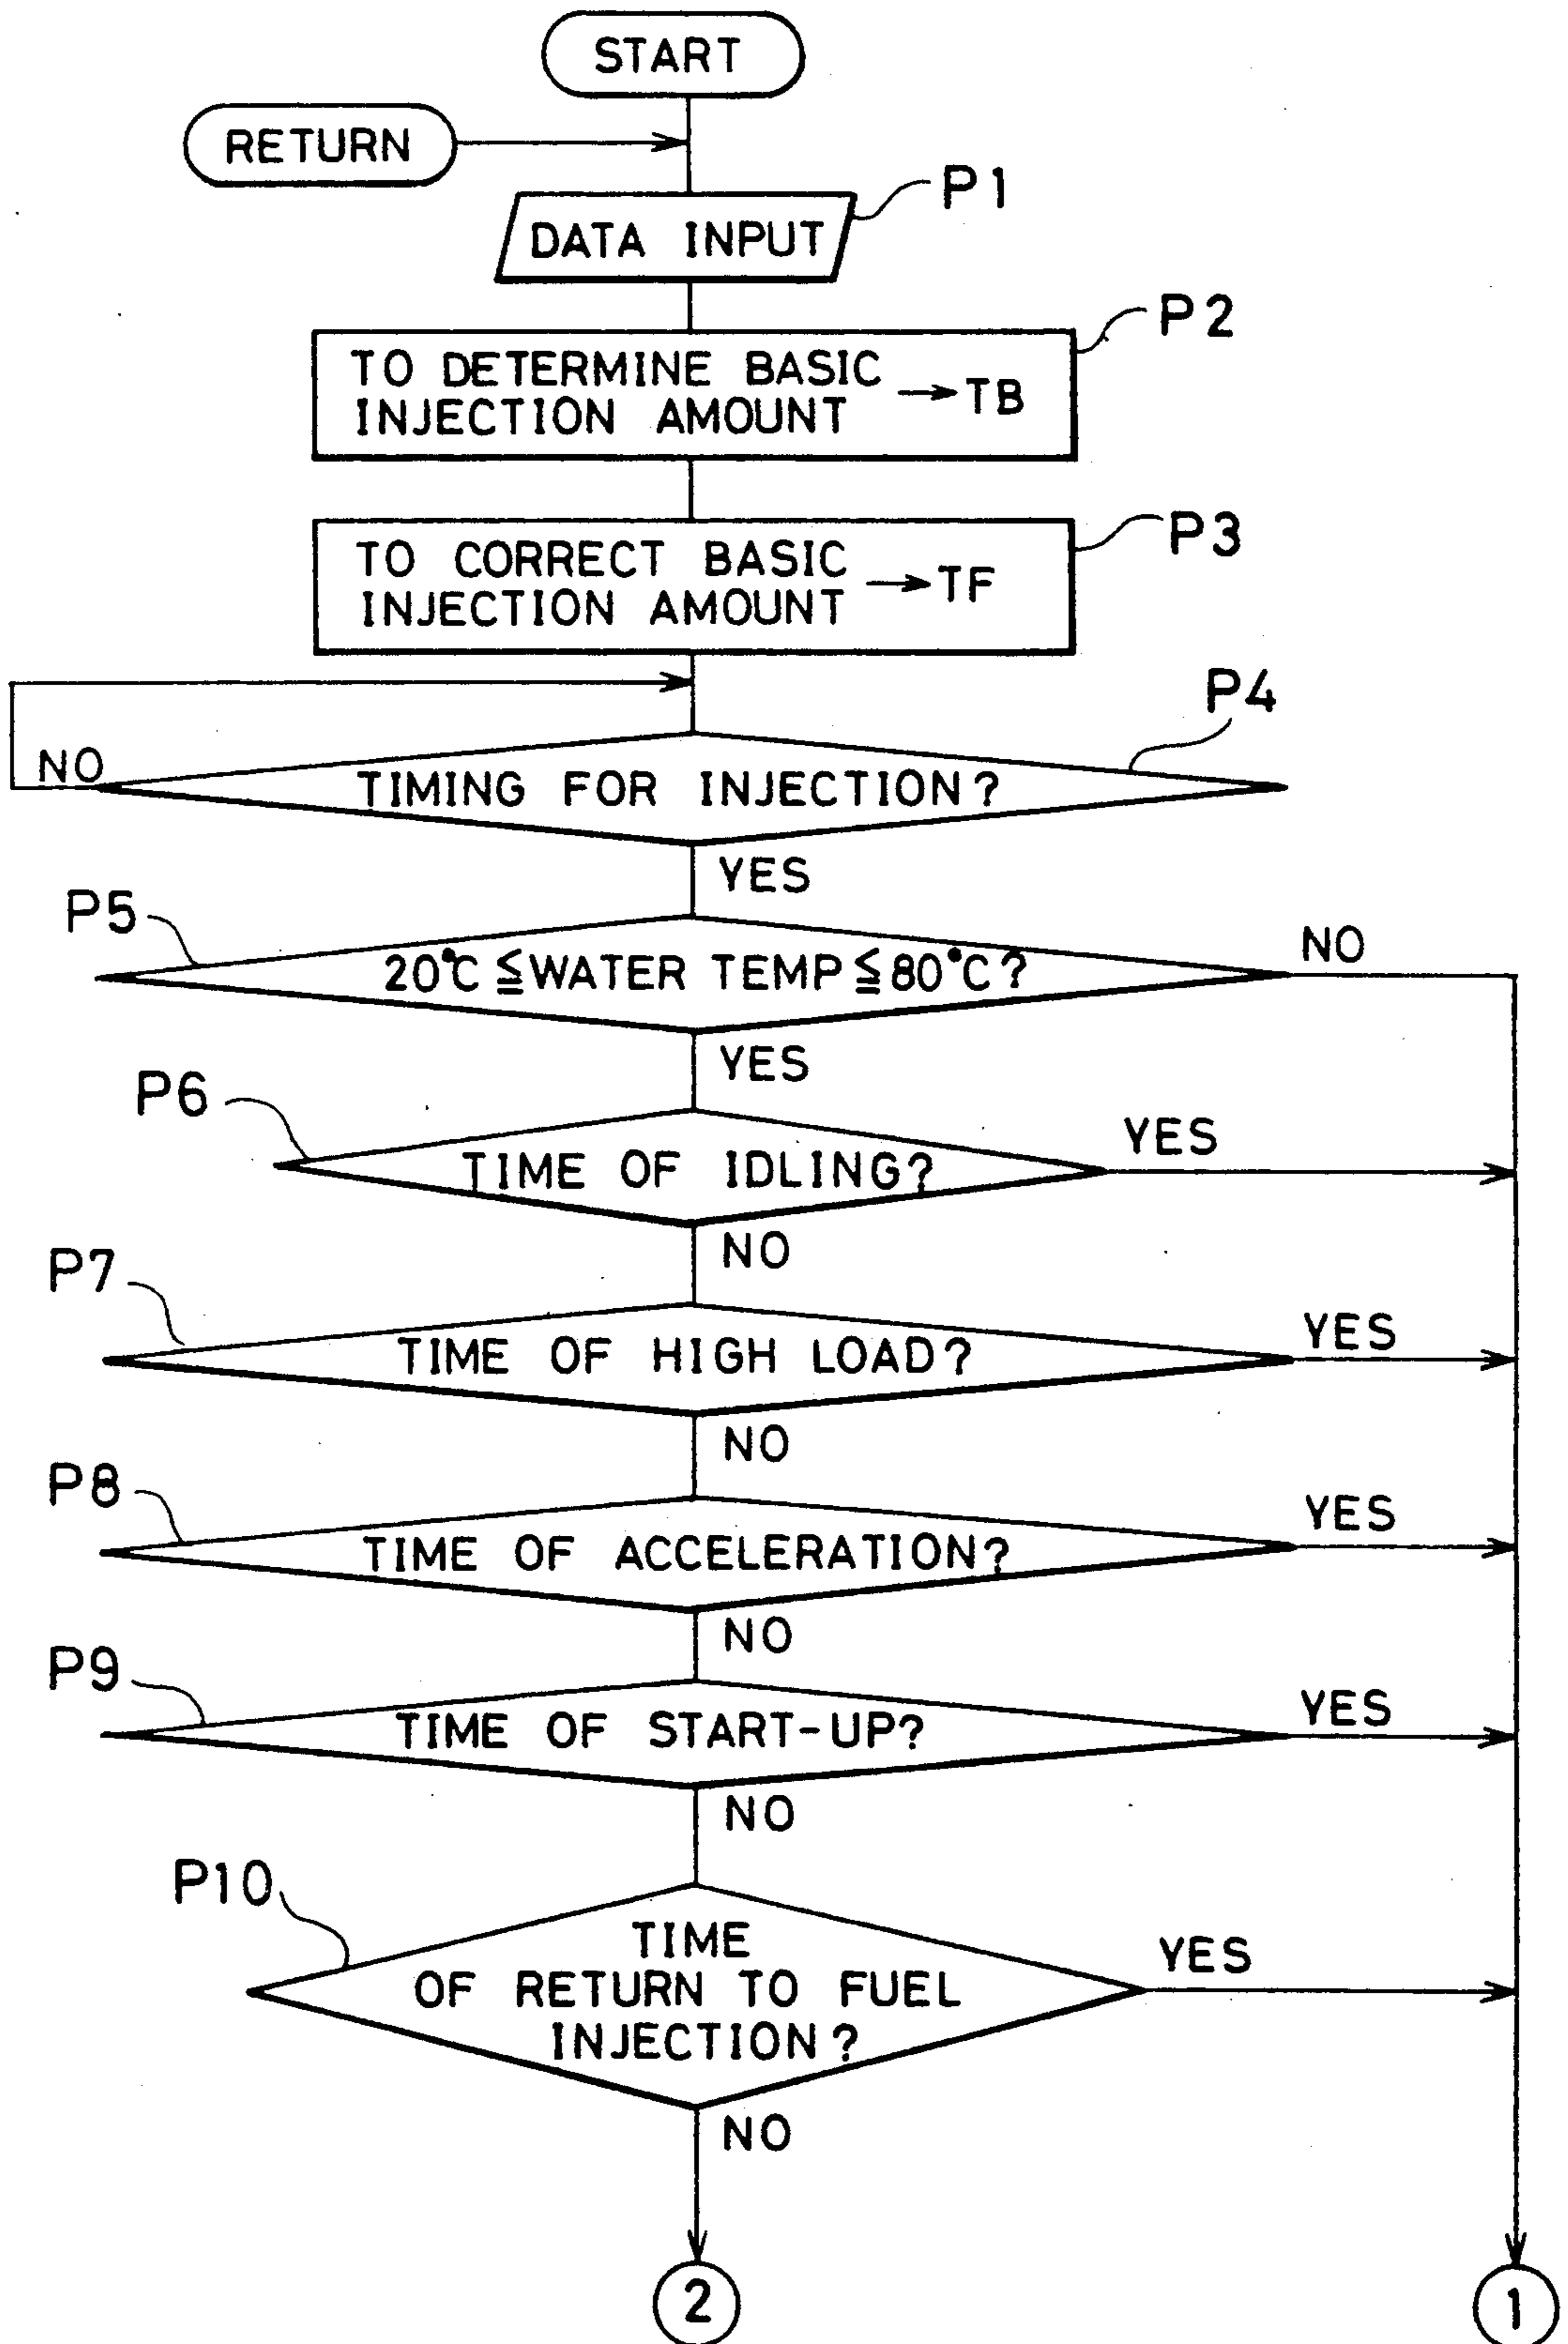 START
RETURN
P1
DATA INPUT
P2
TO DETERMINE BASIC
INJECTION AMOUNT → TB
P3
TO CORRECT BASIC
INJECTION AMOUNT → TF
P4
NO
TIMING FOR INJECTION?
YES
P5
NO
20°C ≦ WATER TEMP ≦ 80°C?
YES
P6
YES
TIME OF IDLING?
NO
P7
YES
TIME OF HIGH LOAD?
NO
P8
YES
TIME OF ACCELERATION?
NO
P9
YES
TIME OF START-UP?
NO
P10
TIME
YES
OF RETURN TO FUEL
INJECTION?
NO
2
1